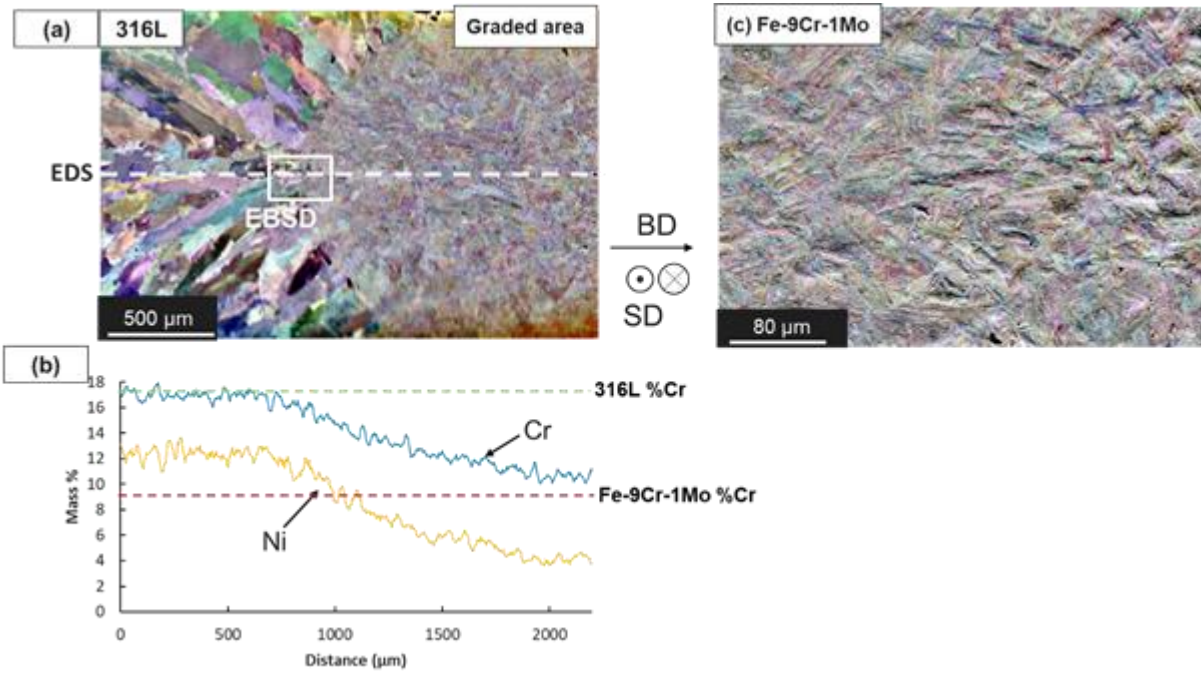 (a)
316L
Graded area
EDS
EBSD
500 µm
BD
SD
(c) Fe-9Cr-1Mo
80 µm
(b)
18
16
14
12
10
8
6
4
2
0
Mass %
316L %Cr
Cr
Fe-9Cr-1Mo %Cr
Ni
0
500
1000
1500
2000
Distance (µm)